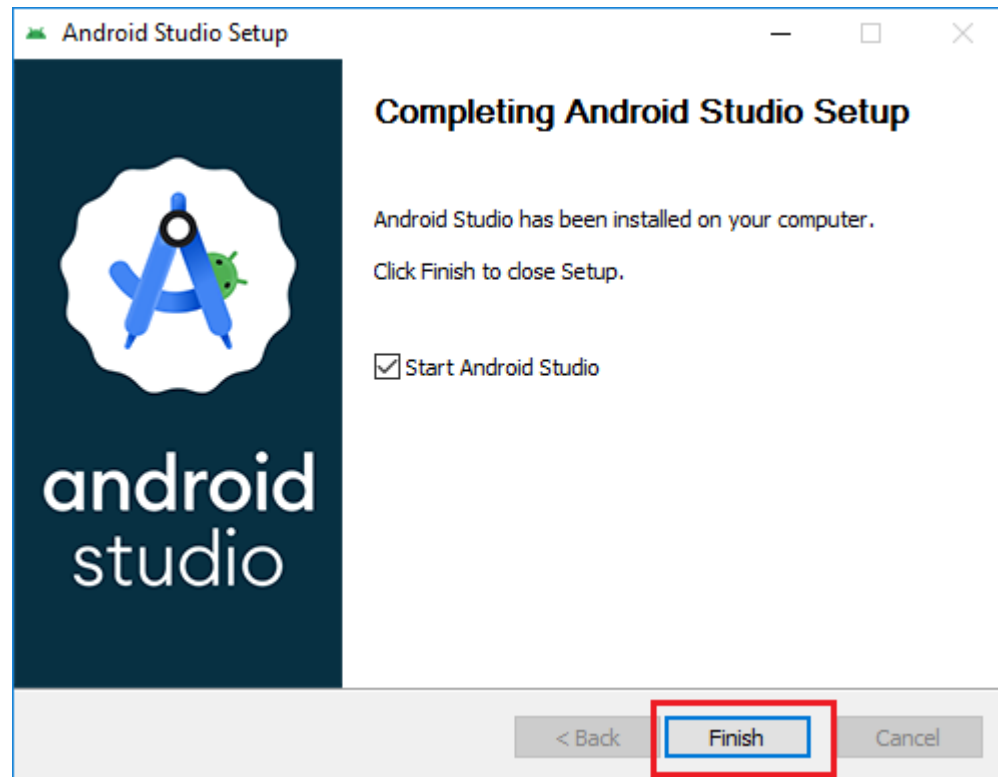 Android Studio Setup
Completing Android Studio Setup
Android Studio has been installed on your computer.
Click Finish to close Setup.
Start Android Studio
android
studio
< Back
Finish
Cancel